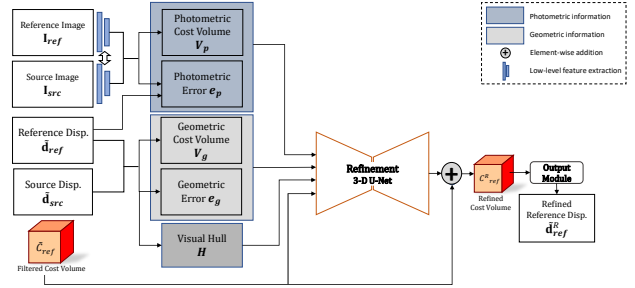 Reference Image
I_ref
Source Image
I_src
Reference Disp.
d̄_ref
Source Disp.
d̄_src
C̄_ref
Filtered Cost Volume
Photometric
Cost Volume
V_p
Photometric
Error e_p
Geometric
Cost Volume
V_g
Geometric
Error e_g
Visual Hull
H
Refinement
3-D U-Net
+
C^R_ref
Refined
Cost Volume
Output
Module
Refined
Reference Disp.
d̄^R_ref
Photometric information
Geometric information
+
Element-wise addition
Low-level feature extraction